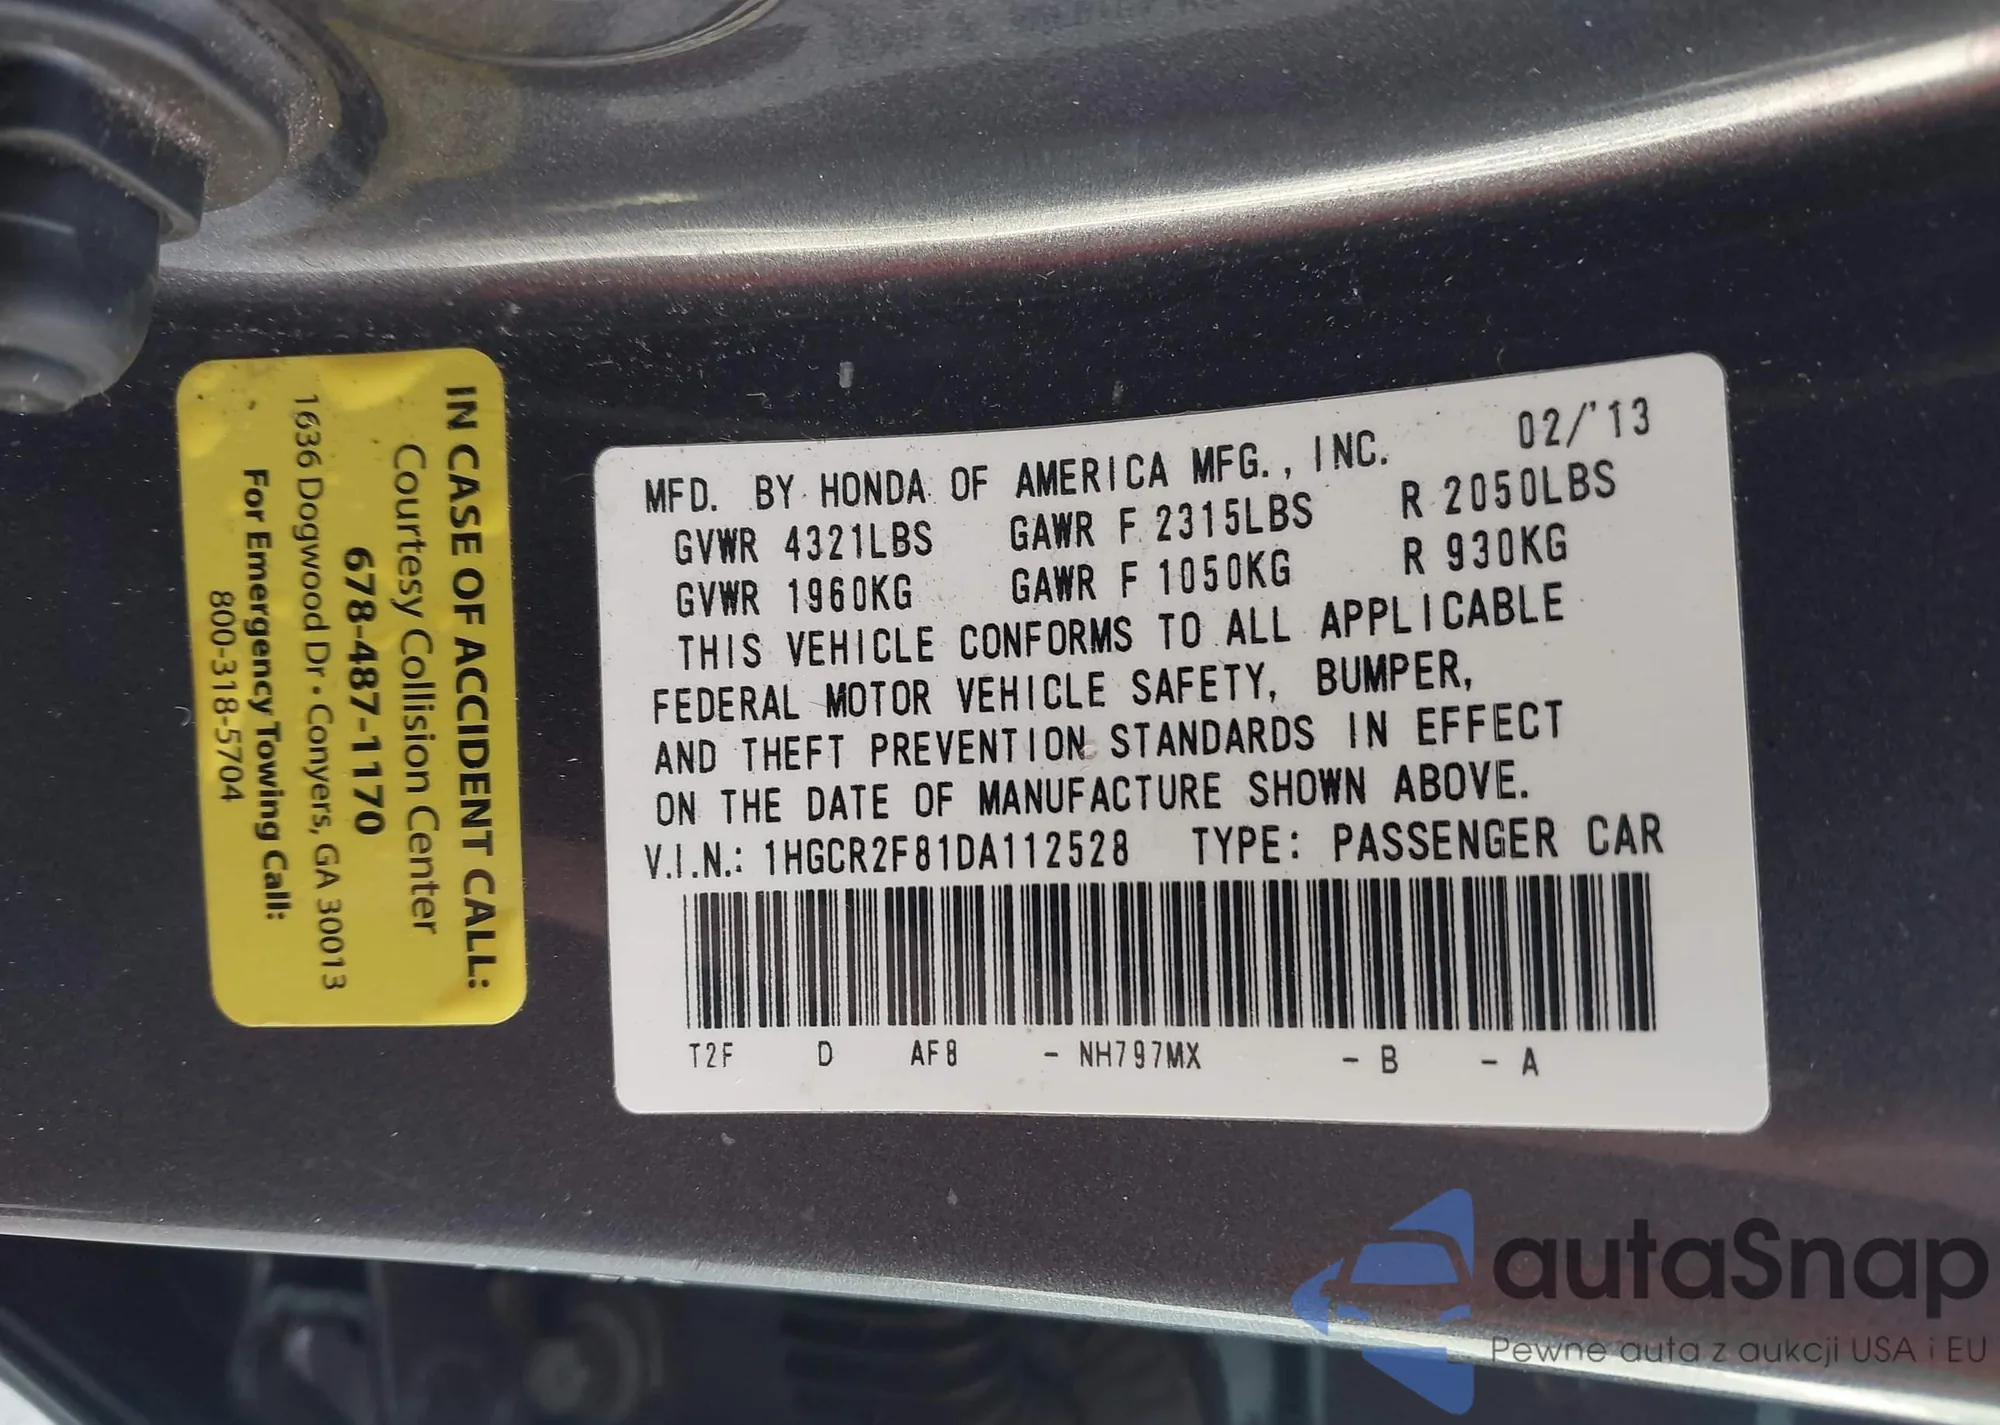 IN CASE OF ACCIDENT CALL:
Courtesy Collision Center
678-487-1170
1636 Dogwood Dr • Conyers, GA 30013
For Emergency Towing Call:
800-318-5704
MFD. BY HONDA OF AMERICA MFG., INC. 02/'13
GVWR 4321LBS GAWR F 2315LBS R 2050LBS
GVWR 1960KG GAWR F 1050KG R 930KG
THIS VEHICLE CONFORMS TO ALL APPLICABLE
FEDERAL MOTOR VEHICLE SAFETY, BUMPER,
AND THEFT PREVENTION STANDARDS IN EFFECT
ON THE DATE OF MANUFACTURE SHOWN ABOVE.
V.I.N.: 1HGCR2F81DA112528 TYPE: PASSENGER CAR
T2F D AF8 - NH797MX - B - A
autaSnap
Pewne auta z aukcji USA i EU